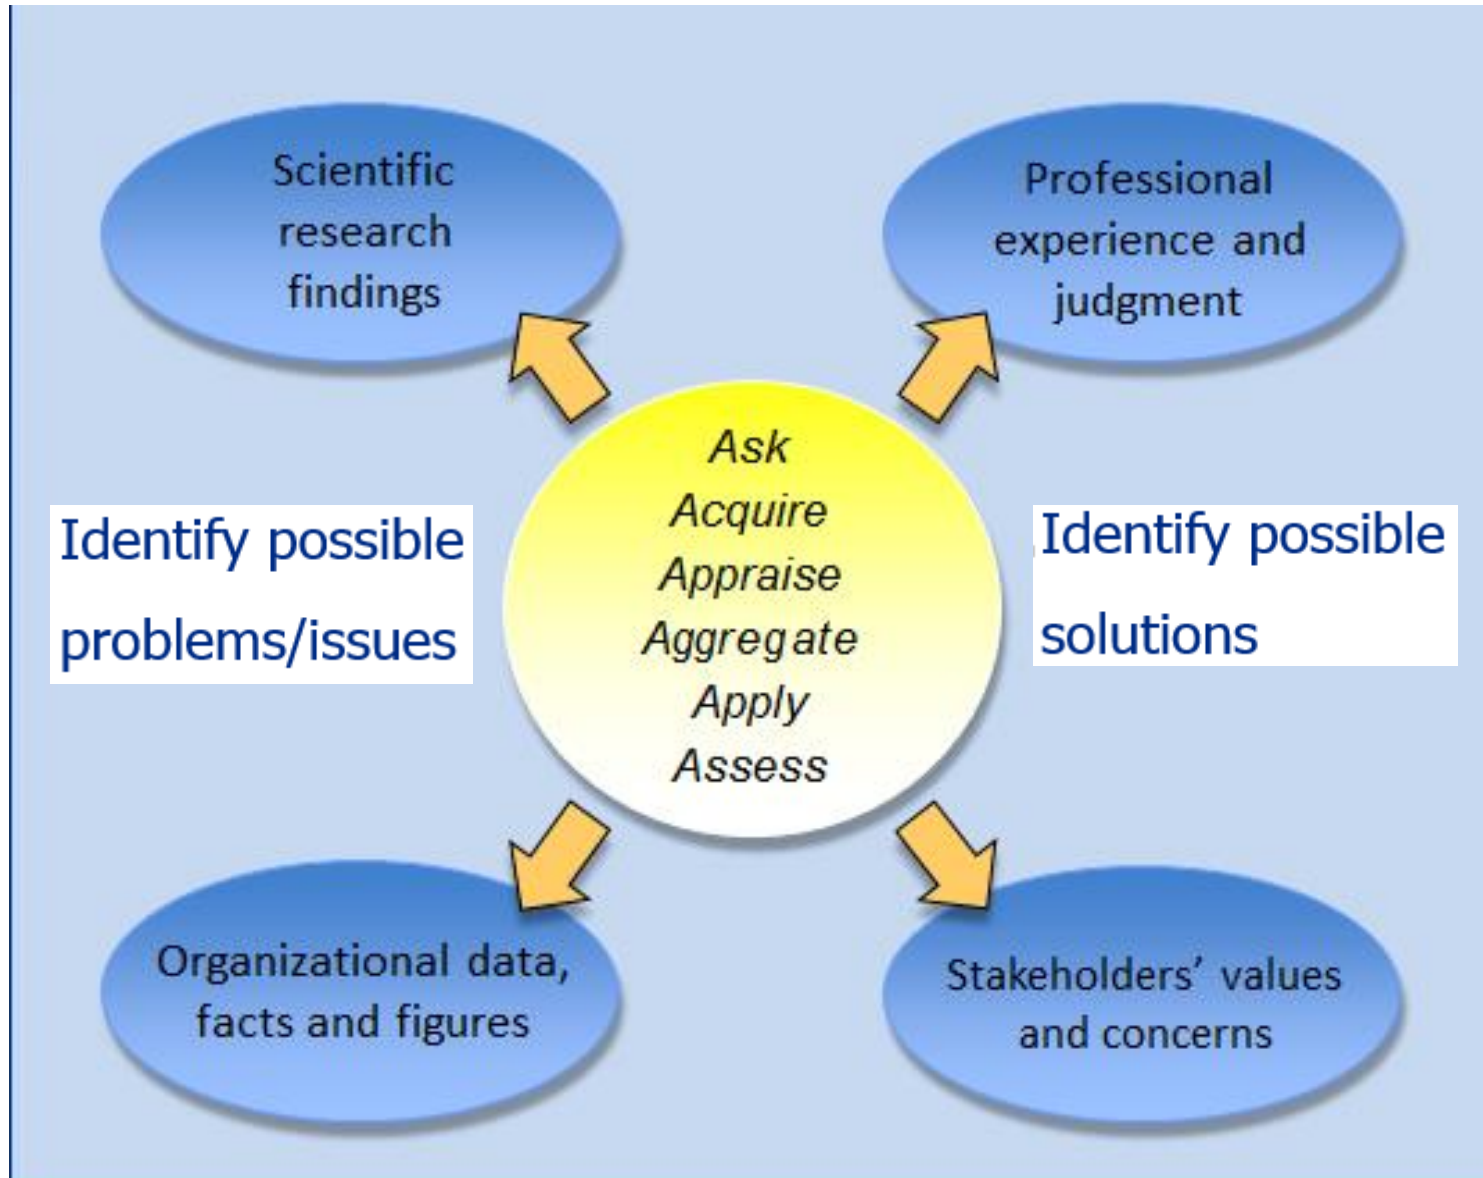 Scientific
research
findings
Professional
experience and
judgment
Ask
Acquire
Appraise
Aggregate
Apply
Assess
Identify possible
problems/issues
Identify possible
solutions
Organizational data,
facts and figures
Stakeholders’ values
and concerns